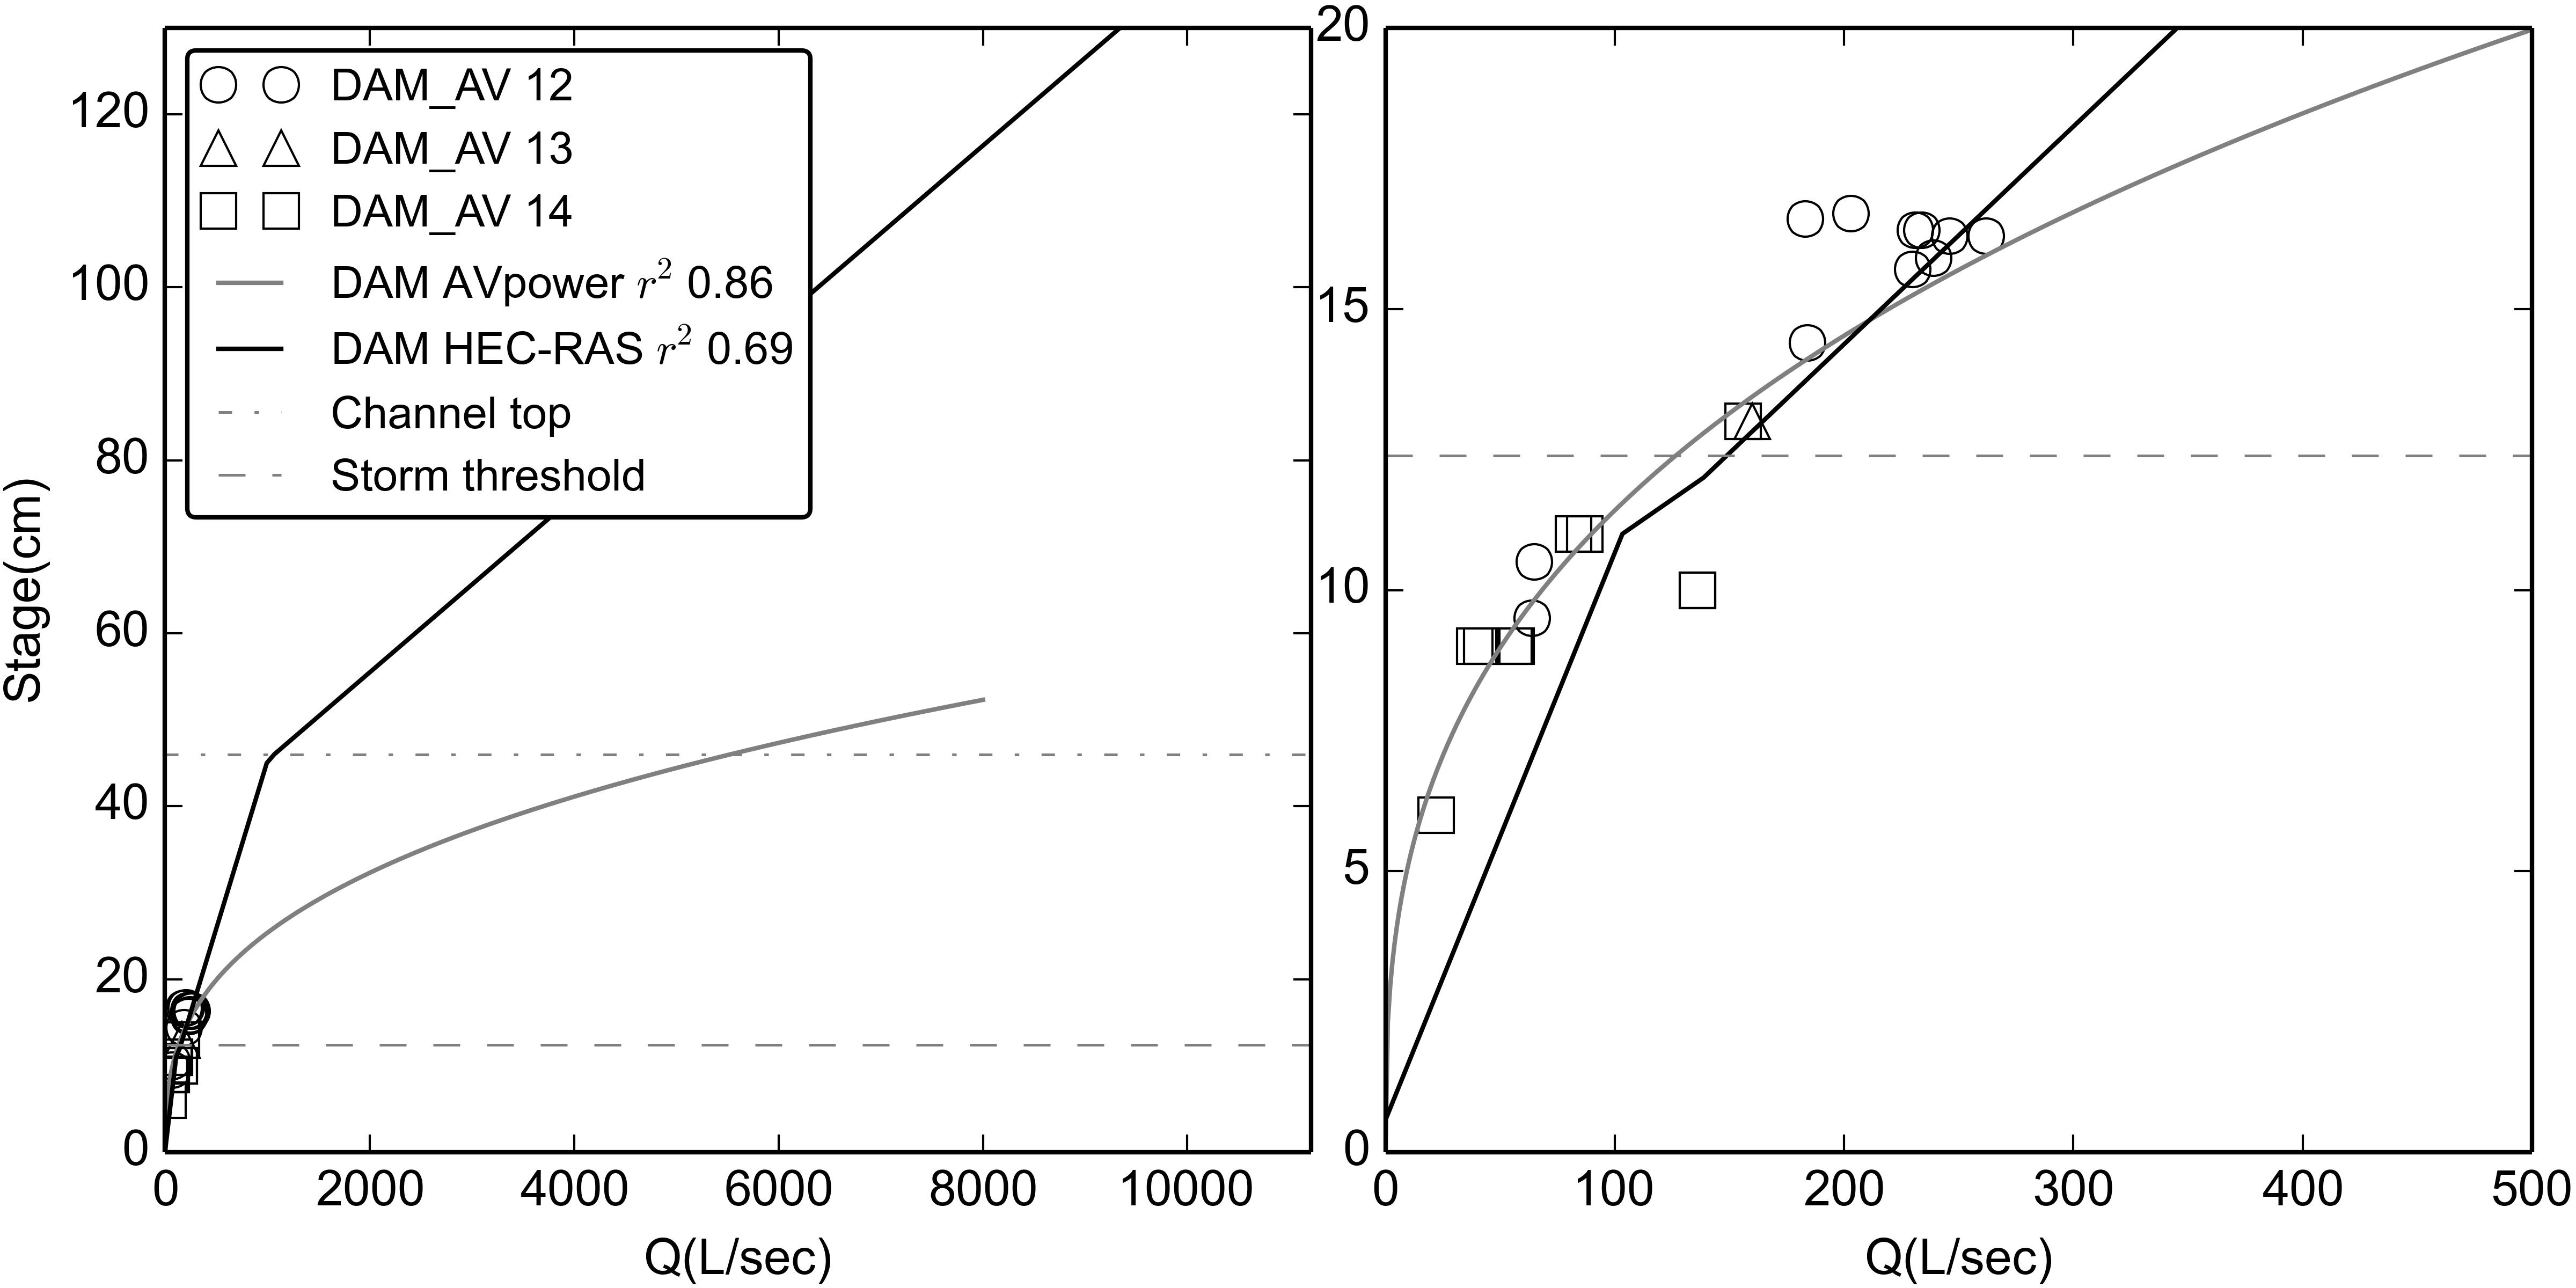 DAM_AV 12
DAM_AV 13
DAM_AV 14
DAM AVpower r² 0.86
DAM HEC-RAS r² 0.69
Channel top
Storm threshold
Stage(cm)
120
100
80
60
40
20
0
0 2000 4000 6000 8000 10000
Q(L/sec)
20
15
10
5
0
0 100 200 300 400 500
Q(L/sec)